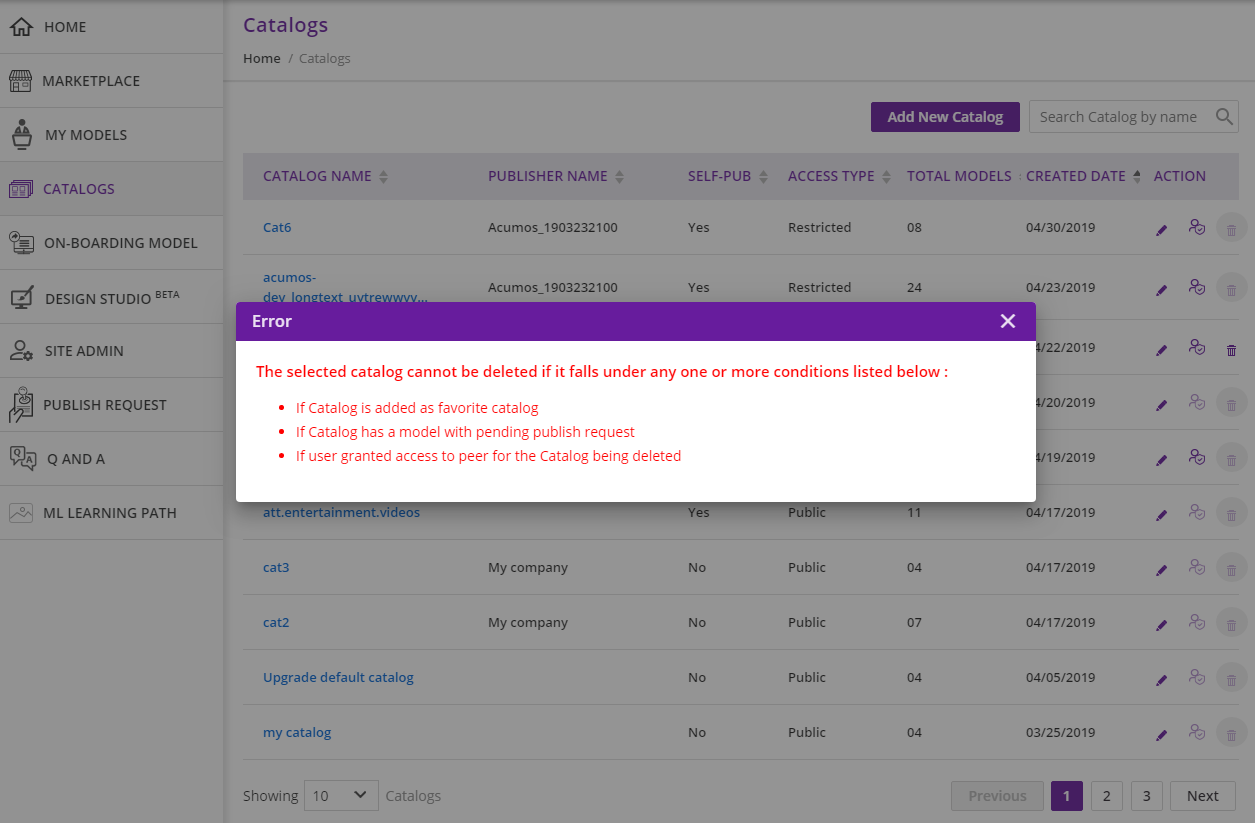 HOME
MARKETPLACE
MY MODELS
CATALOGS
ON-BOARDING MODEL
DESIGN STUDIO BETA
SITE ADMIN
PUBLISH REQUEST
Q AND A
ML LEARNING PATH
Catalogs
Home / Catalogs
Add New Catalog
Search Catalog by name
CATALOG NAME PUBLISHER NAME SELF-PUB ACCESS TYPE TOTAL MODELS CREATED DATE ACTION
Cat6 Acumos_1903232100 Yes Restricted 08 04/30/2019
acumos-
dev_longtext_uytrewwyy...
Acumos_1903232100 Yes Restricted 24 04/23/2019
Error
The selected catalog cannot be deleted if it falls under any one or more conditions listed below :
If Catalog is added as favorite catalog
If Catalog has a model with pending publish request
If user granted access to peer for the Catalog being deleted
4/22/2019
4/20/2019
4/19/2019
att.entertainment.videos Yes Public 11 04/17/2019
cat3 My company No Public 04 04/17/2019
cat2 My company No Public 07 04/17/2019
Upgrade default catalog No Public 04 04/05/2019
my catalog No Public 04 03/25/2019
Showing 10 Catalogs
Previous 1 2 3 Next